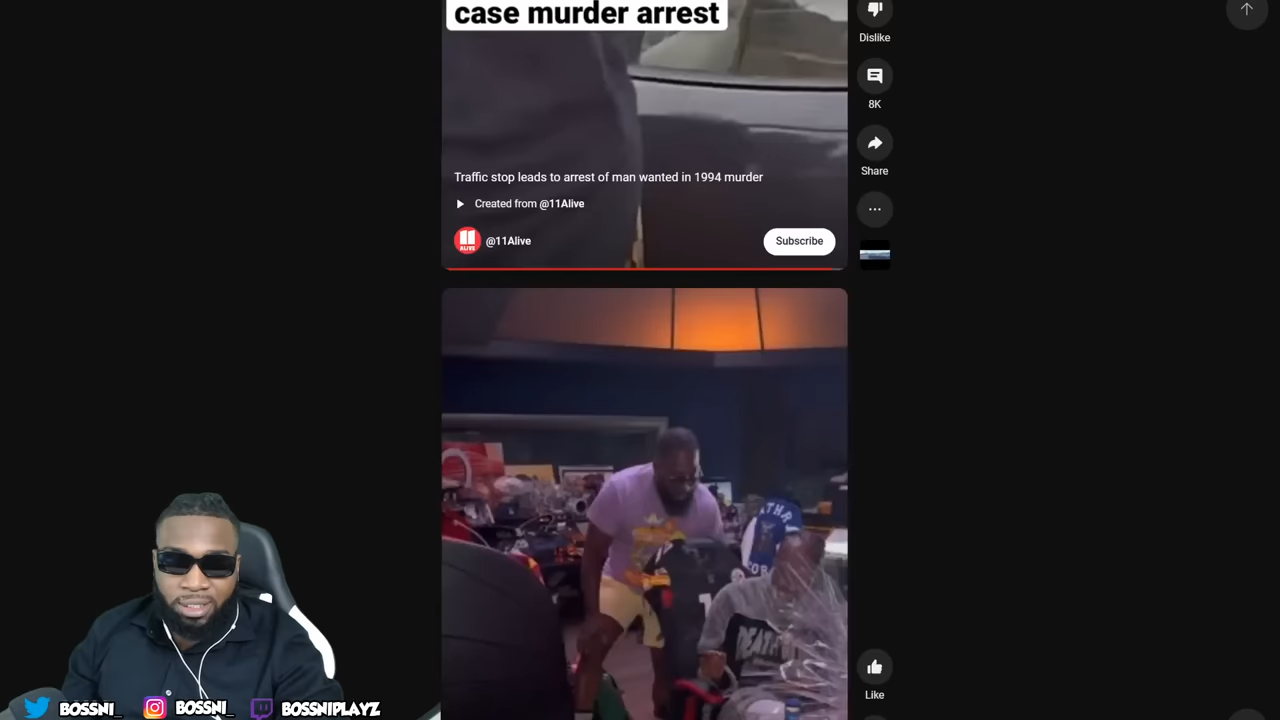 case murder arrest
Dislike
8K
Traffic stop leads to arrest of man wanted in 1994 murder
Share
Created from @11Alive
ALIVE
@11Alive
Subscribe
Like
BOSSNI_
BOSSNI_
BOSSNIPLAYZ